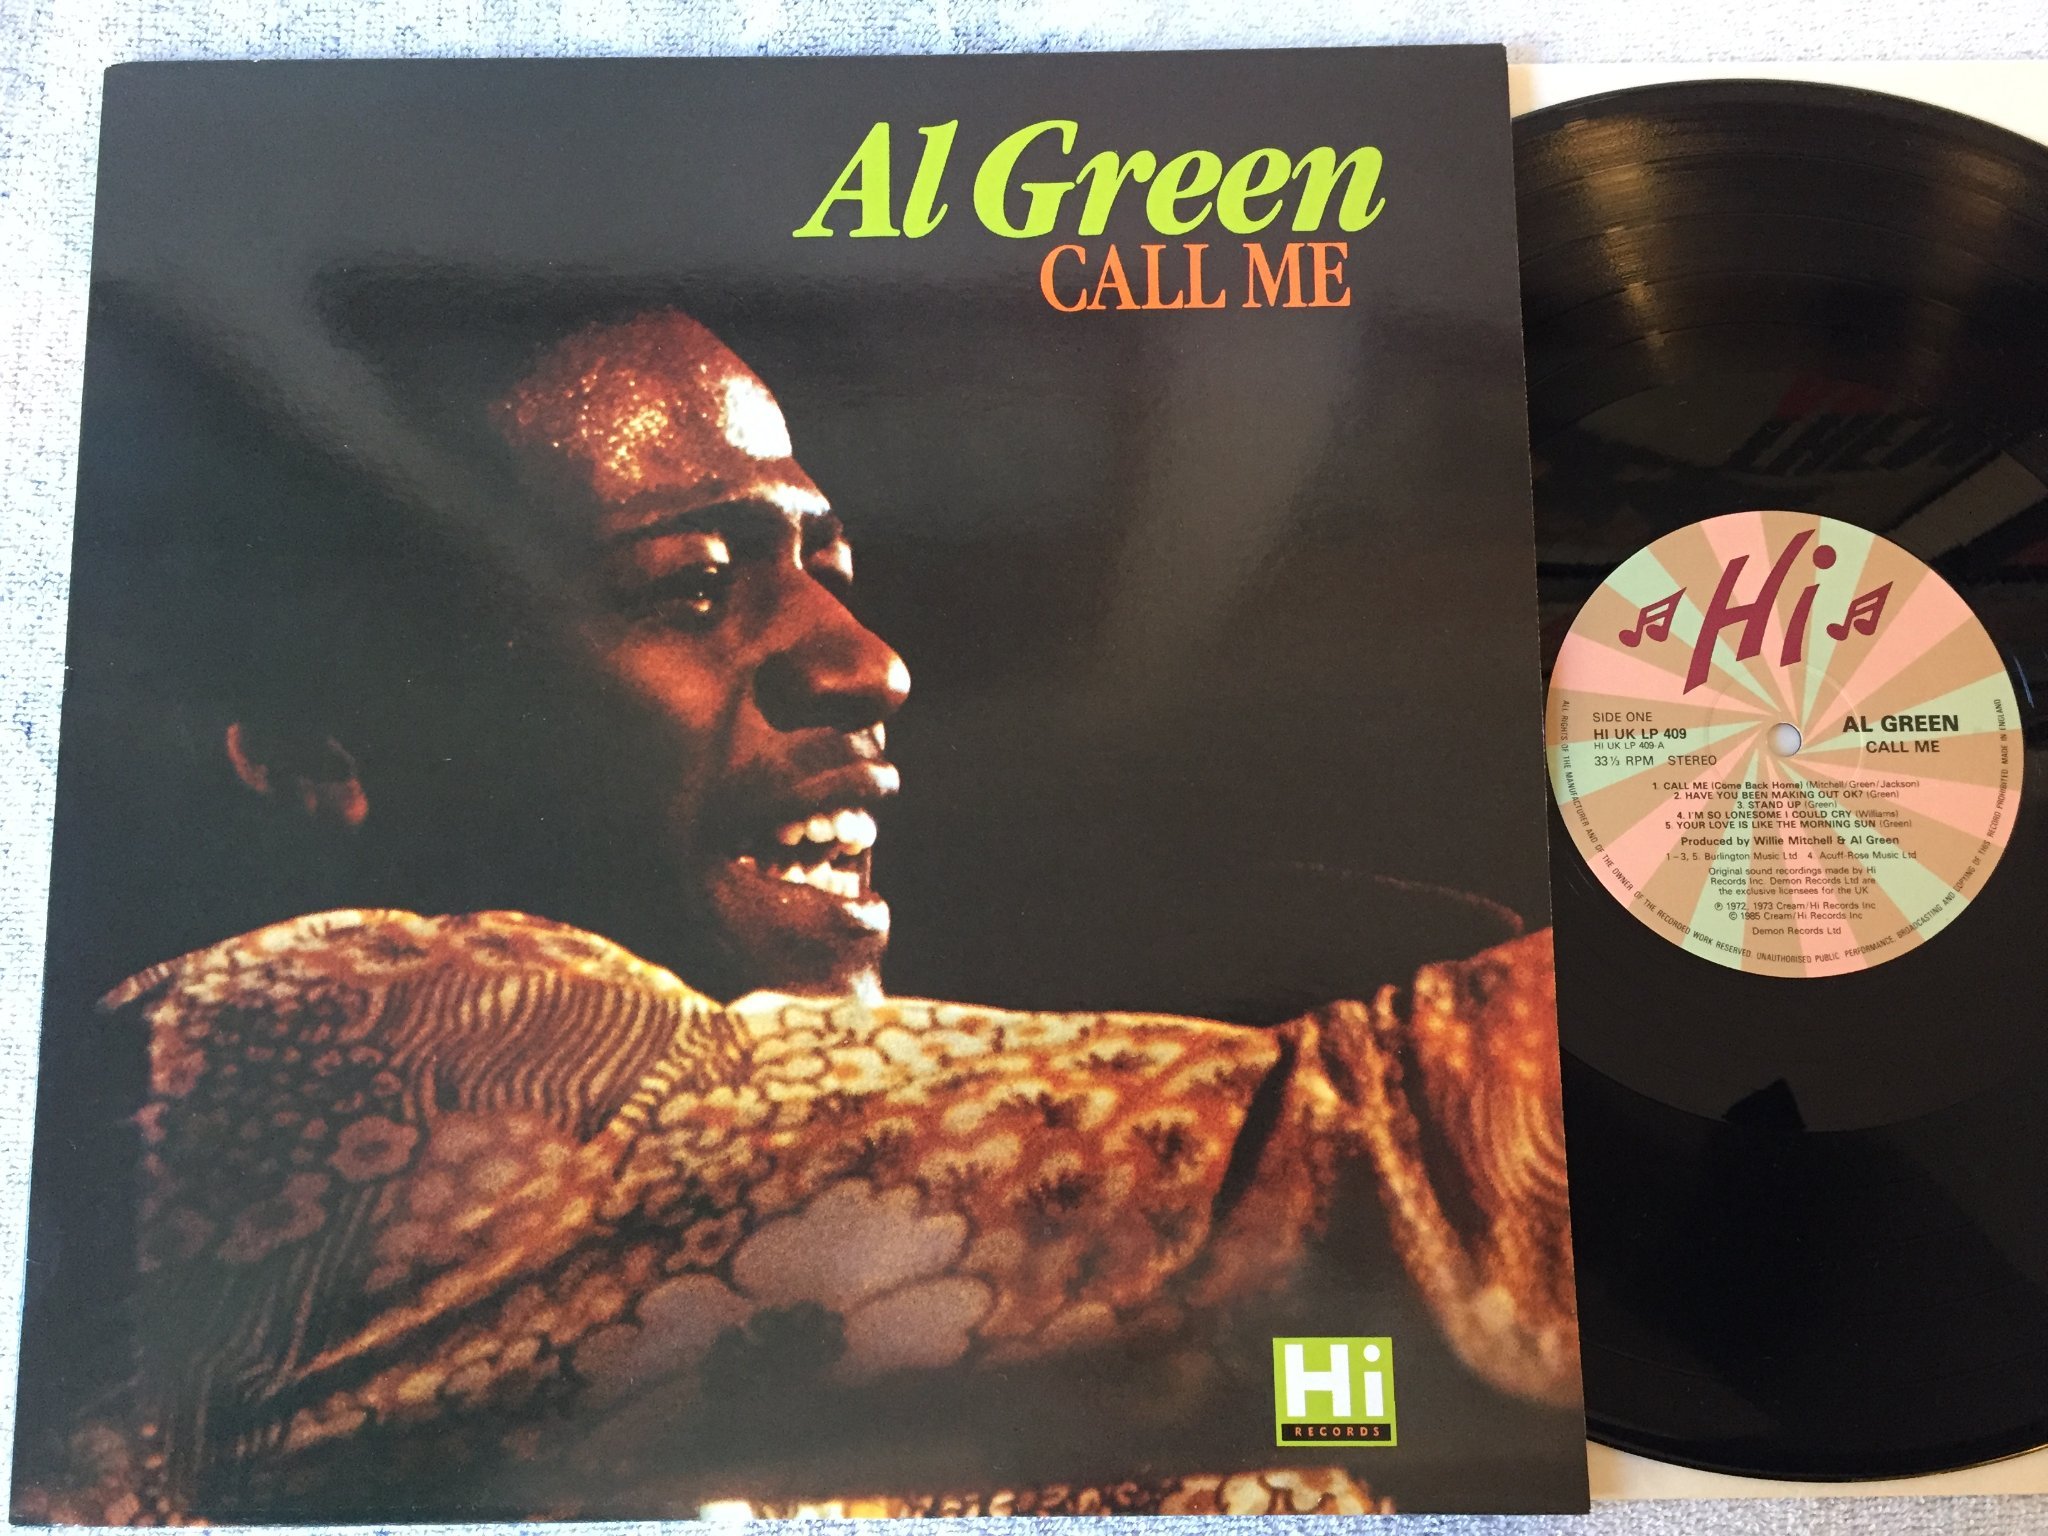 Al Green
CALL ME
Hi
RECORDS
Hi
SIDE ONE
HI UK LP 409
HI UK LP 409-A
33 ⅓ RPM STEREO
AL GREEN
CALL ME
1. CALL ME (Come Back Home) (Mitchell/Green/Jackson)
2. HAVE YOU BEEN MAKING OUT OK? (Green)
3. STAND UP (Green)
4. I'M SO LONESOME I COULD CRY (Williams)
5. YOUR LOVE IS LIKE THE MORNING SUN (Green)
Produced by Willie Mitchell & Al Green
1-3, 5. Burlington Music Ltd 4. Acuff-Rose Music Ltd
Original sound recordings made by Hi
Records Inc. Demon Records Ltd are
the exclusive licensees for the UK
℗ 1972, 1973 Cream/Hi Records Inc
© 1985 Cream/Hi Records Inc
Demon Records Ltd
ALL RIGHTS OF THE MANUFACTURER AND OF THE OWNER OF THE RECORDED WORK RESERVED. UNAUTHORISED PUBLIC PERFORMANCE, BROADCASTING AND COPYING OF THIS RECORD PROHIBITED. MADE IN ENGLAND